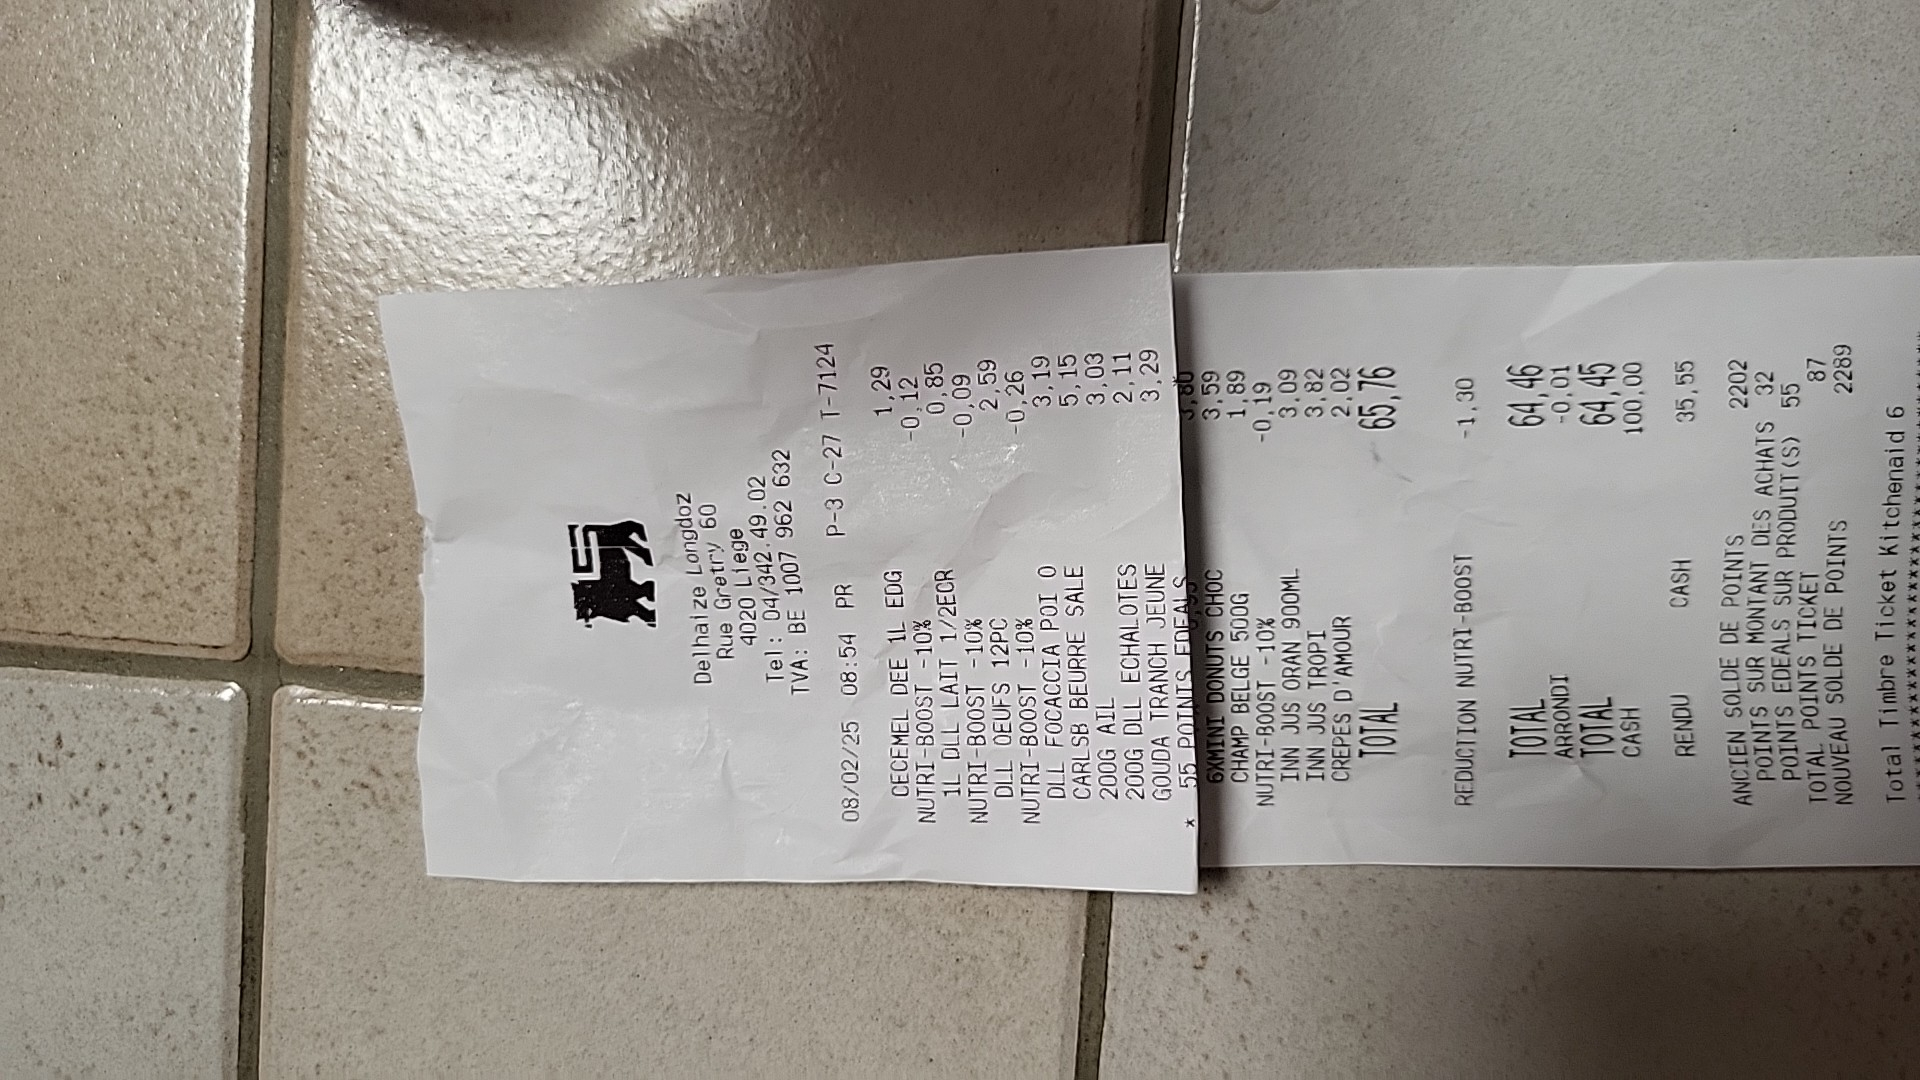 Delhaize Longdoz
Rue Gretry 60
4020 Liege
Tel: 04/342.49.02
TVA: BE 1007 962 632
08/02/25 08:54 PR P-3 C-27 T-7124
CECEMEL DEE 1L EDG 1,29
NUTRI-BOOST -10% -0,12
1L DLL LAIT 1/2ECR 0,85
NUTRI-BOOST -10% -0,09
DLL OEUFS 12PC 2,59
NUTRI-BOOST -10% -0,26
DLL FOCACCIA POI O 3,19
CARLSB BEURRE SALE 5,15
200G AIL 3,03
200G DLL ECHALOTES 2,11
GOUDA TRANCH JEUNE 3,29
* 55 POINTS EDEALS
6XMINI DONUTS CHOC 3,59
CHAMP BELGE 500G 1,89
NUTRI-BOOST -10% -0,19
INN JUS ORAN 900ML 3,09
INN JUS TROPI 3,82
CREPES D'AMOUR 2,02
TOTAL 65,76
REDUCTION NUTRI-BOOST -1,30
TOTAL 64,46
ARRONDI -0,01
TOTAL 64,45
CASH 100,00
RENDU CASH 35,55
ANCIEN SOLDE DE POINTS 2202
POINTS SUR MONTANT DES ACHATS 32
POINTS EDEALS SUR PRODUIT(S) 55
TOTAL POINTS TICKET 87
NOUVEAU SOLDE DE POINTS 2289
Total Timbre Ticket Kitchenaid 6